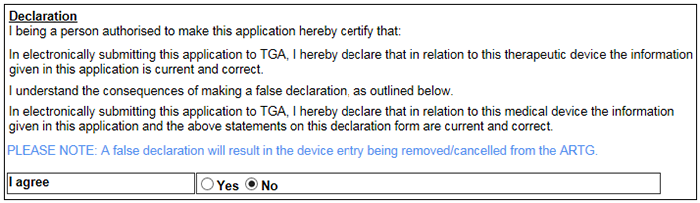 Declaration
I being a person authorised to make this application hereby certify that:
In electronically submitting this application to TGA, I hereby declare that in relation to this therapeutic device the information
given in this application is current and correct.
I understand the consequences of making a false declaration, as outlined below.
In electronically submitting this application to TGA, I hereby declare that in relation to this medical device the information
given in this application and the above statements on this declaration form are current and correct.
PLEASE NOTE: A false declaration will result in the device entry being removed/cancelled from the ARTG.
I agree Yes No